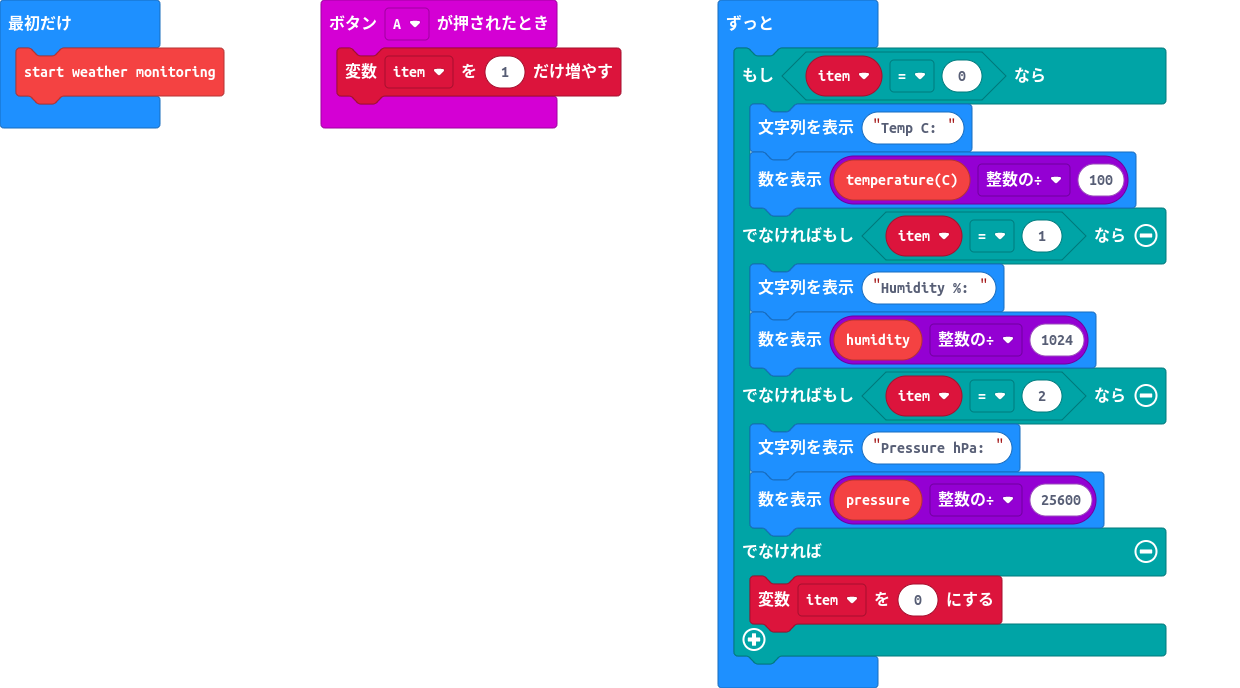 最初だけ
start weather monitoring
ボタン A が押されたとき
変数 item を 1 だけ増やす
ずっと
もし item = 0 なら
文字列を表示 "Temp C: "
数を表示 temperature(C) 整数の÷ 100
でなければもし item = 1 なら
文字列を表示 "Humidity %: "
数を表示 humidity 整数の÷ 1024
でなければもし item = 2 なら
文字列を表示 "Pressure hPa: "
数を表示 pressure 整数の÷ 25600
でなければ
変数 item を 0 にする